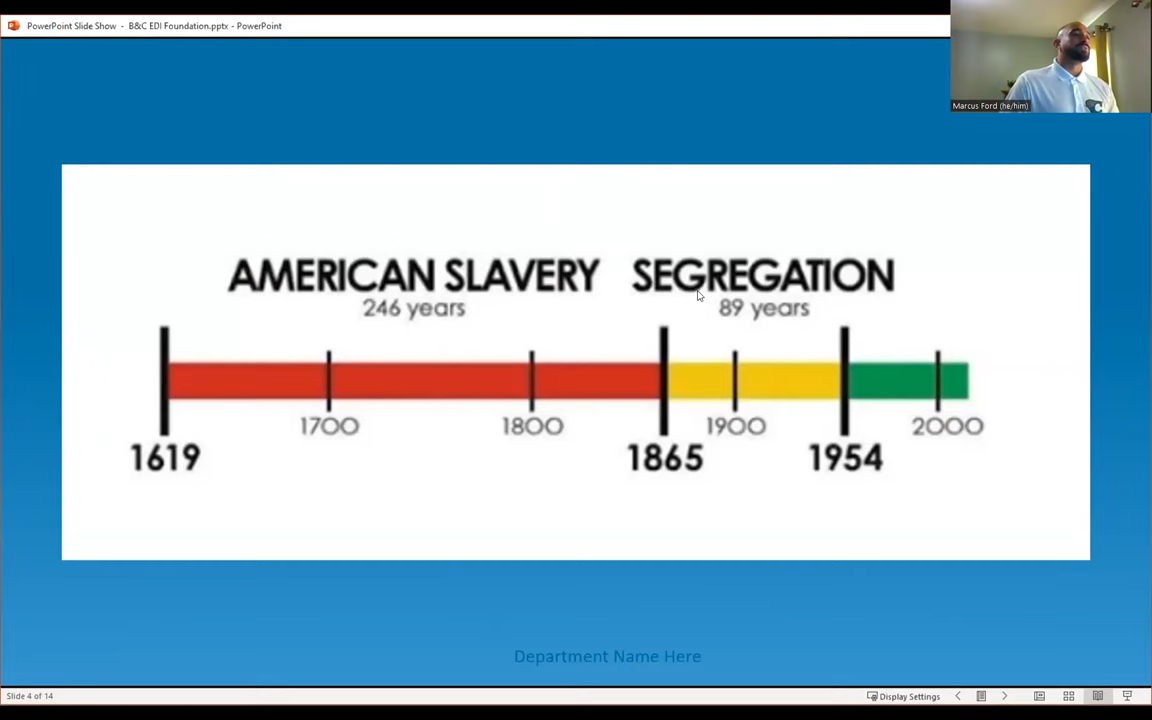 PowerPoint Slide Show - B&C EDI Foundation.pptx - PowerPoint
Marcus Ford (he/him)
AMERICAN SLAVERY SEGREGATION
246 years 89 years
1700 1800 1900 2000
1619 1865 1954
Department Name Here
Slide 4 of 14 Display Settings